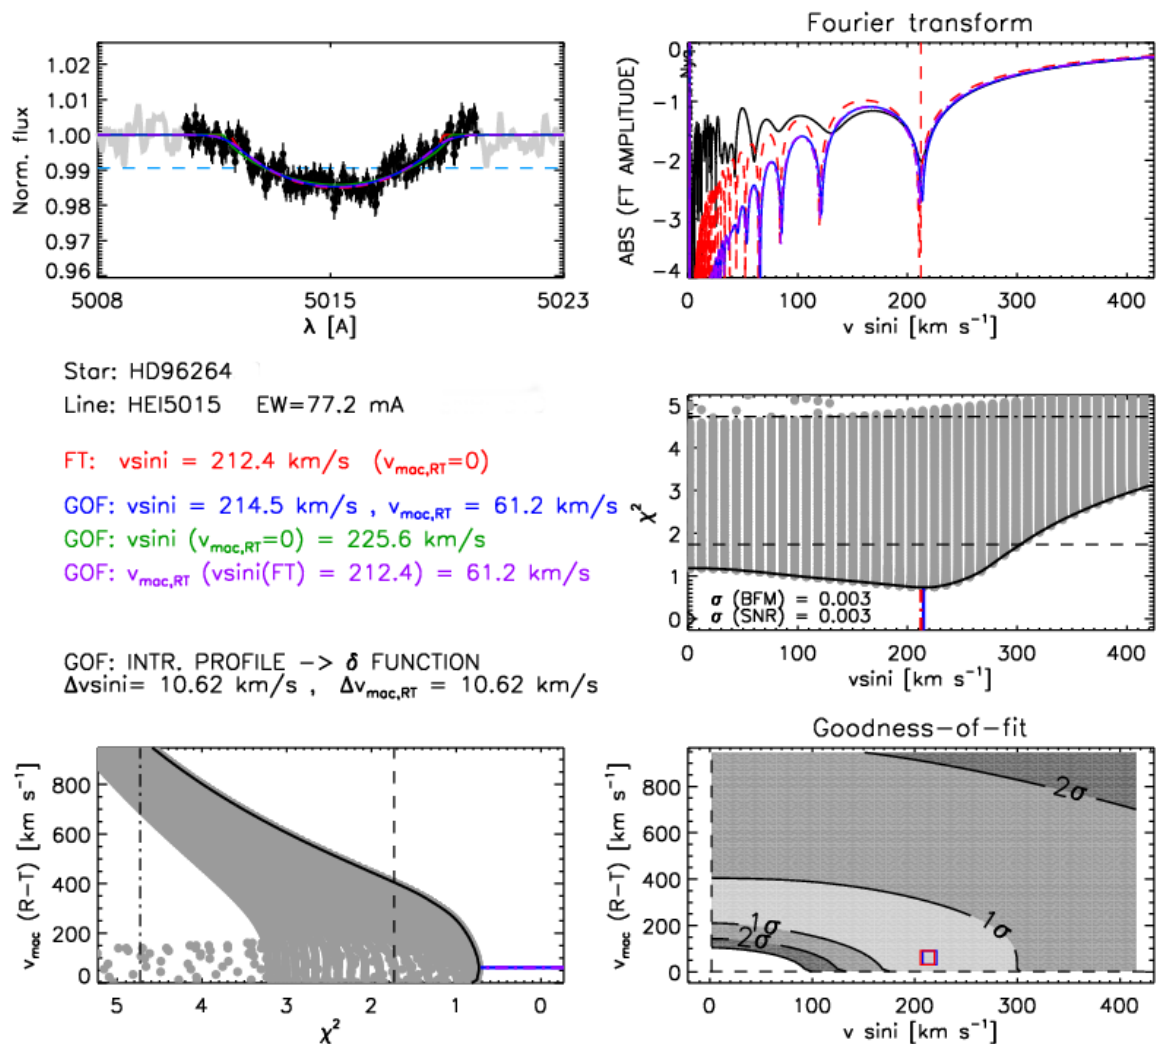 Fourier transform
1.02
1.01
1.00
0.99
0.98
0.97
0.96
Norm. flux
5008
5015
5023
λ [A]
0
-1
-2
-3
-4
ABS (FT AMPLITUDE)
0
100
200
300
400
v sini [km s⁻¹]
Star: HD96264
Line: HEI5015 EW=77.2 mA
FT: vsini = 212.4 km/s (v_mac,RT=0)
GOF: vsini = 214.5 km/s , v_mac,RT = 61.2 km/s
GOF: vsini (v_mac,RT=0) = 225.6 km/s
GOF: v_mac,RT (vsini(FT) = 212.4) = 61.2 km/s
GOF: INTR. PROFILE -> δ FUNCTION
Δvsini= 10.62 km/s , Δv_mac,RT = 10.62 km/s
5
4
3
2
1
0
χ²
σ (BFM) = 0.003
σ (SNR) = 0.003
0
100
200
300
400
vsini [km s⁻¹]
800
600
400
200
0
v_mac (R-T) [km s⁻¹]
5
4
3
2
1
0
χ²
Goodness-of-fit
800
600
400
200
0
v_mac (R-T) [km s⁻¹]
2σ
1σ
1σ
2σ
0
100
200
300
400
v sini [km s⁻¹]